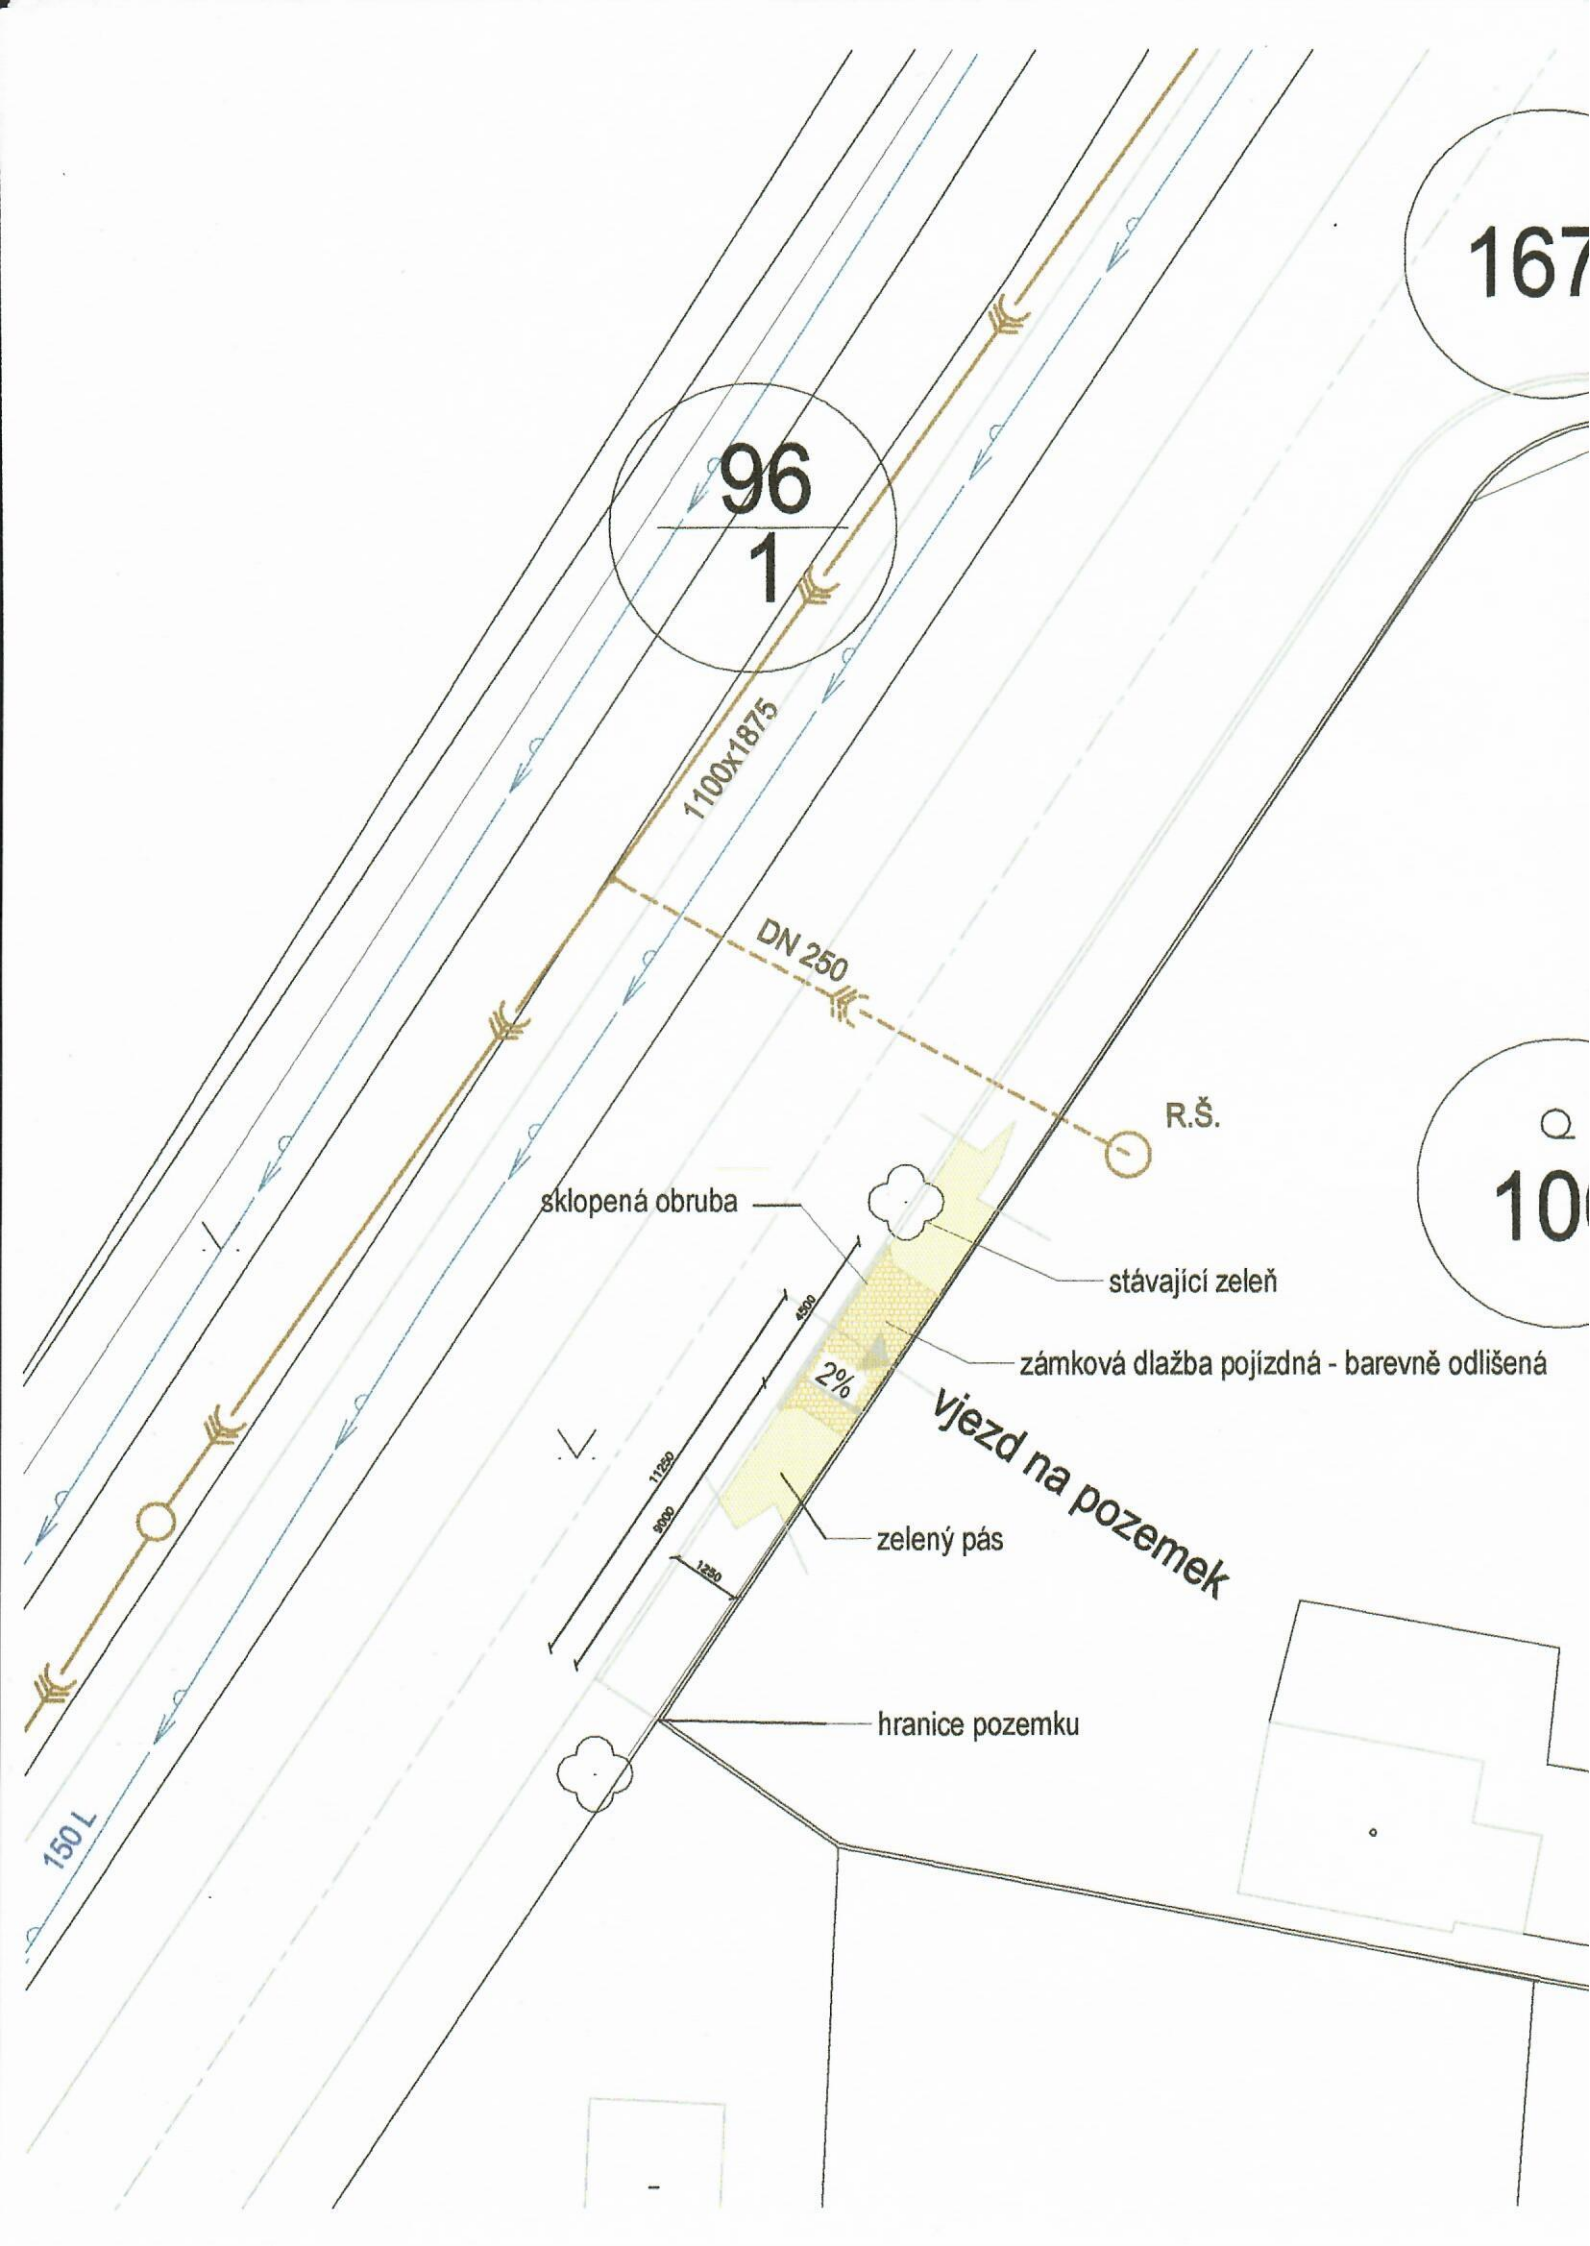 167
96
1
1100x1875
DN 250
R.Š.
sklopená obruba
10
stávající zeleň
4500
zámková dlažba pojízdná - barevně odlišená
2%
vjezd na pozemek
11250
9000
zelený pás
1250
hranice pozemku
150 L